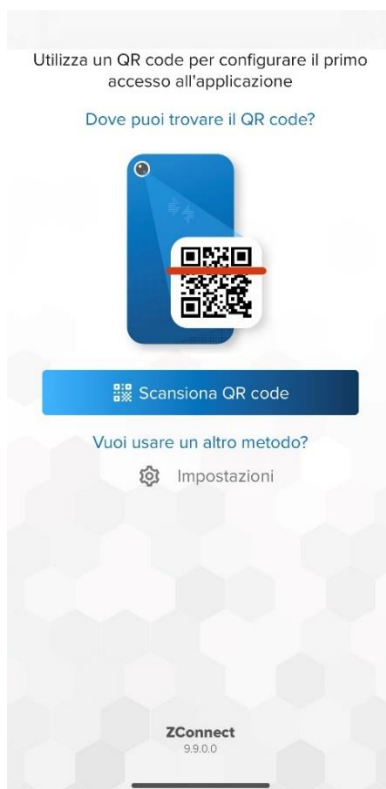 Utilizza un QR code per configurare il primo
accesso all'applicazione
Dove puoi trovare il QR code?
Scansiona QR code
Vuoi usare un altro metodo?
Impostazioni
ZConnect
9.9.0.0